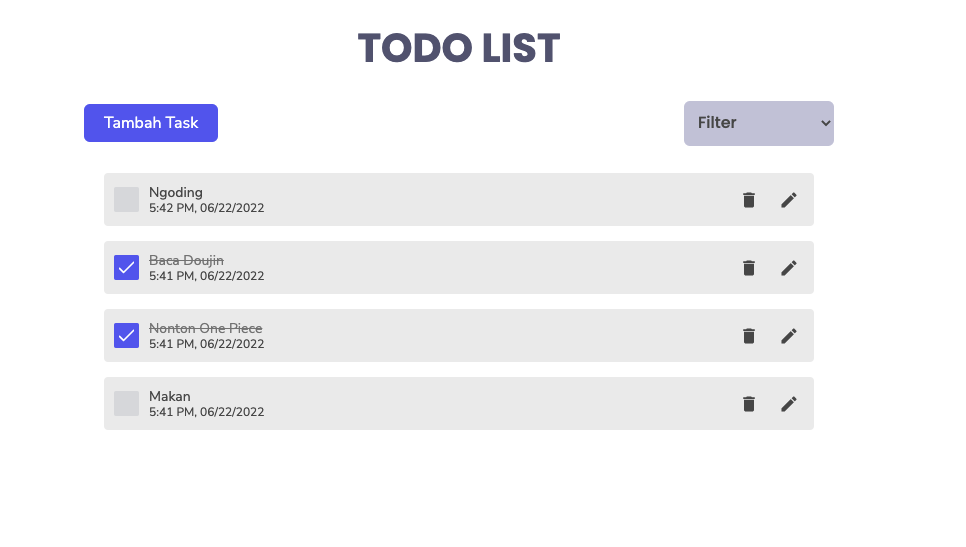 TODO LIST
Tambah Task
Filter
Ngoding
5:42 PM, 06/22/2022
Baca Doujin
5:41 PM, 06/22/2022
Nonton One Piece
5:41 PM, 06/22/2022
Makan
5:41 PM, 06/22/2022